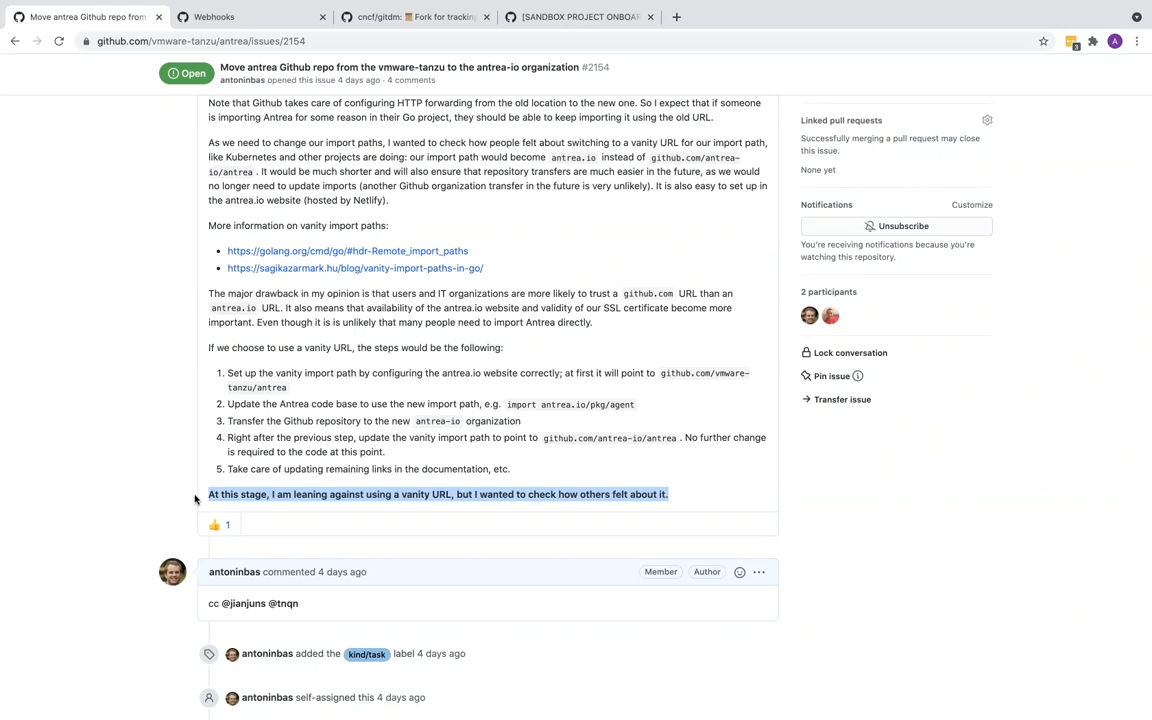 Move antrea Github repo from
Webhooks
cncf/gitdm: Fork for tracking
[SANDBOX PROJECT ONBOAR
github.com/vmware-tanzu/antrea/issues/2154
3
A
Open
Move antrea Github repo from the vmware-tanzu to the antrea-io organization #2154
antoninbas opened this issue 4 days ago · 4 comments
Note that Github takes care of configuring HTTP forwarding from the old location to the new one. So I expect that if someone
is importing Antrea for some reason in their Go project, they should be able to keep importing it using the old URL.
As we need to change our import paths, I wanted to check how people felt about switching to a vanity URL for our import path,
like Kubernetes and other projects are doing: our import path would become antrea.io instead of github.com/antrea-
io/antrea . It would be much shorter and will also ensure that repository transfers are much easier in the future, as we would
no longer need to update imports (another Github organization transfer in the future is very unlikely). It is also easy to set up in
the antrea.io website (hosted by Netlify).
More information on vanity import paths:
• https://golang.org/cmd/go/#hdr-Remote_import_paths
• https://sagikazarmark.hu/blog/vanity-import-paths-in-go/
The major drawback in my opinion is that users and IT organizations are more likely to trust a github.com URL than an
antrea.io URL. It also means that availability of the antrea.io website and validity of our SSL certificate become more
important. Even though it is is unlikely that many people need to import Antrea directly.
If we choose to use a vanity URL, the steps would be the following:
1. Set up the vanity import path by configuring the antrea.io website correctly; at first it will point to github.com/vmware-
tanzu/antrea
2. Update the Antrea code base to use the new import path, e.g. import antrea.io/pkg/agent
3. Transfer the Github repository to the new antrea-io organization
4. Right after the previous step, update the vanity import path to point to github.com/antrea-io/antrea . No further change
is required to the code at this point.
5. Take care of updating remaining links in the documentation, etc.
At this stage, I am leaning against using a vanity URL, but I wanted to check how others felt about it.
👍 1
antoninbas commented 4 days ago
Member
Author
cc @jianjuns @tnqn
antoninbas added the kind/task label 4 days ago
antoninbas self-assigned this 4 days ago
Linked pull requests
Successfully merging a pull request may close
this issue.
None yet
Notifications
Customize
Unsubscribe
You're receiving notifications because you're
watching this repository.
2 participants
Lock conversation
Pin issue
Transfer issue